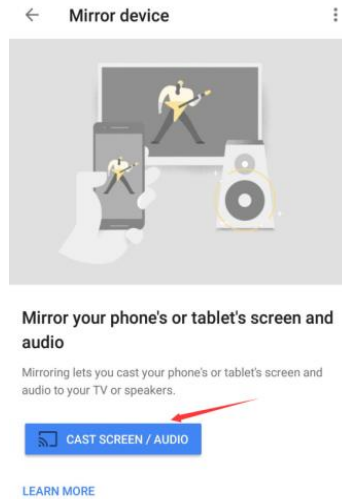 Mirror device
Mirror your phone's or tablet's screen and
audio
Mirroring lets you cast your phone's or tablet's screen and
audio to your TV or speakers.
CAST SCREEN / AUDIO
LEARN MORE